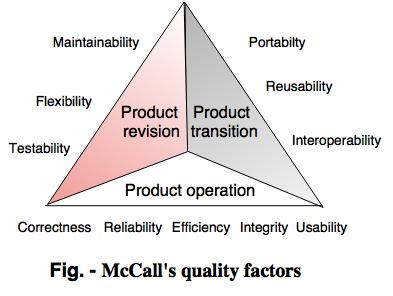 Maintainability
Portabilty
Reusability
Flexibility
Product revision
Product transition
Testability
Interoperability
Product operation
Correctness Reliability Efficiency Integrity Usability
Fig. - McCall's quality factors